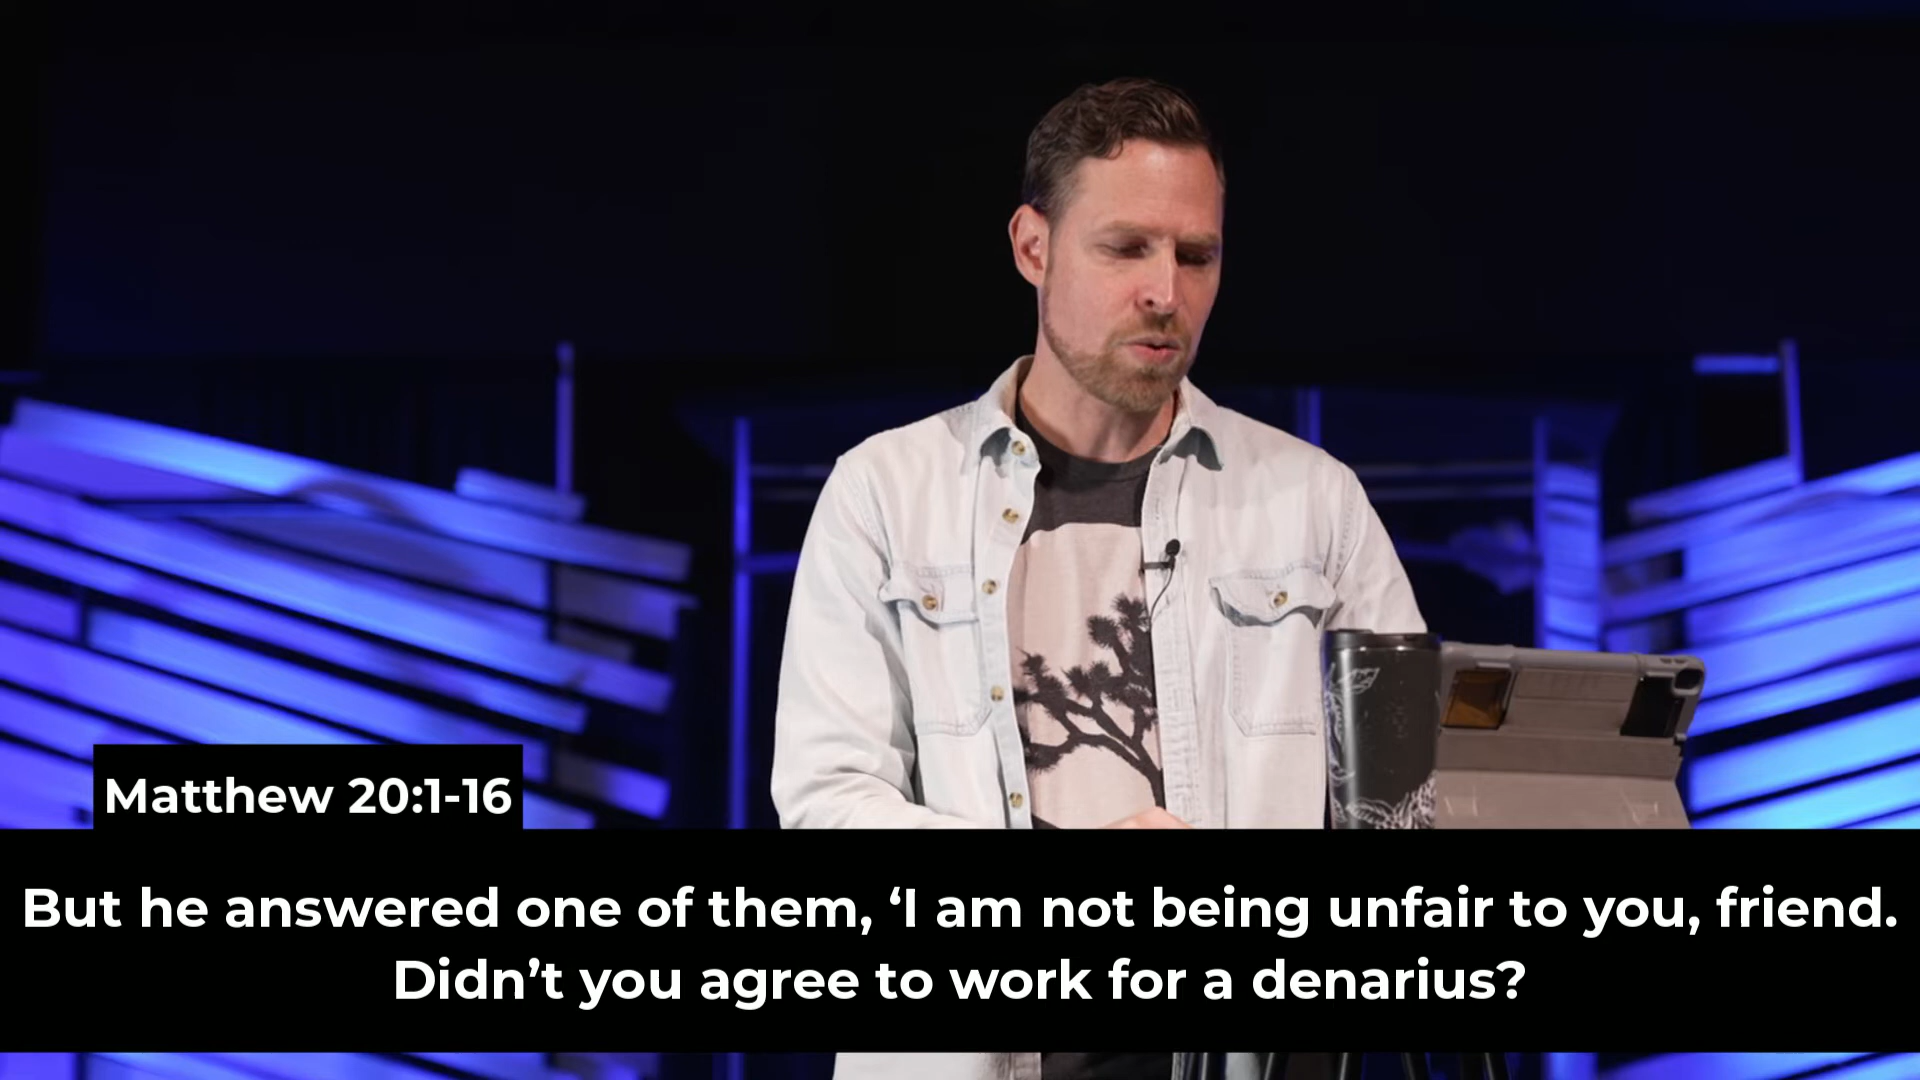 Matthew 20:1-16
But he answered one of them, ‘I am not being unfair to you, friend.
Didn’t you agree to work for a denarius?